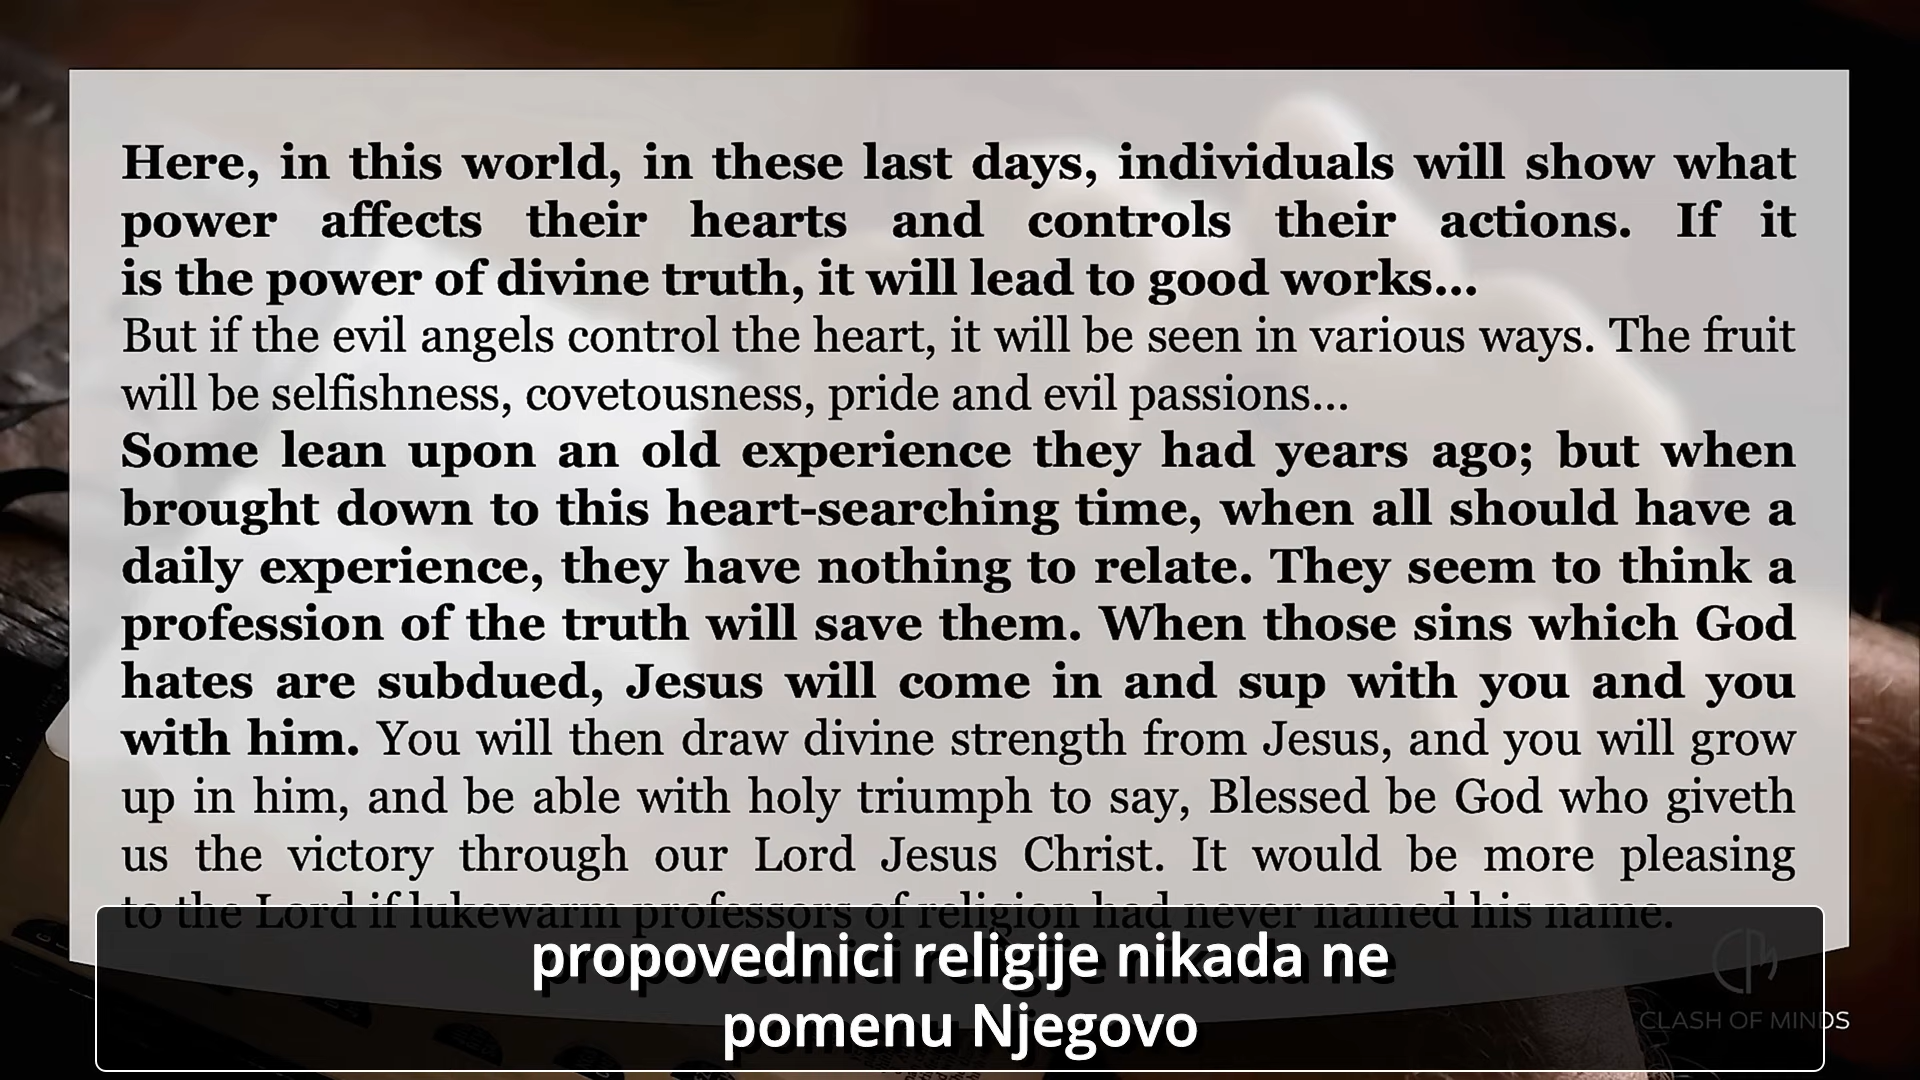 Here, in this world, in these last days, individuals will show what
power affects their hearts and controls their actions. If it
is the power of divine truth, it will lead to good works...
But if the evil angels control the heart, it will be seen in various ways. The fruit
will be selfishness, covetousness, pride and evil passions...
Some lean upon an old experience they had years ago; but when
brought down to this heart-searching time, when all should have a
daily experience, they have nothing to relate. They seem to think a
profession of the truth will save them. When those sins which God
hates are subdued, Jesus will come in and sup with you and you
with him. You will then draw divine strength from Jesus, and you will grow
up in him, and be able with holy triumph to say, Blessed be God who giveth
us the victory through our Lord Jesus Christ. It would be more pleasing
to the Lord if lukewarm professors of religion had never named his name.
propovednici religije nikada ne
pomenu Njegovo
CLASH OF MINDS